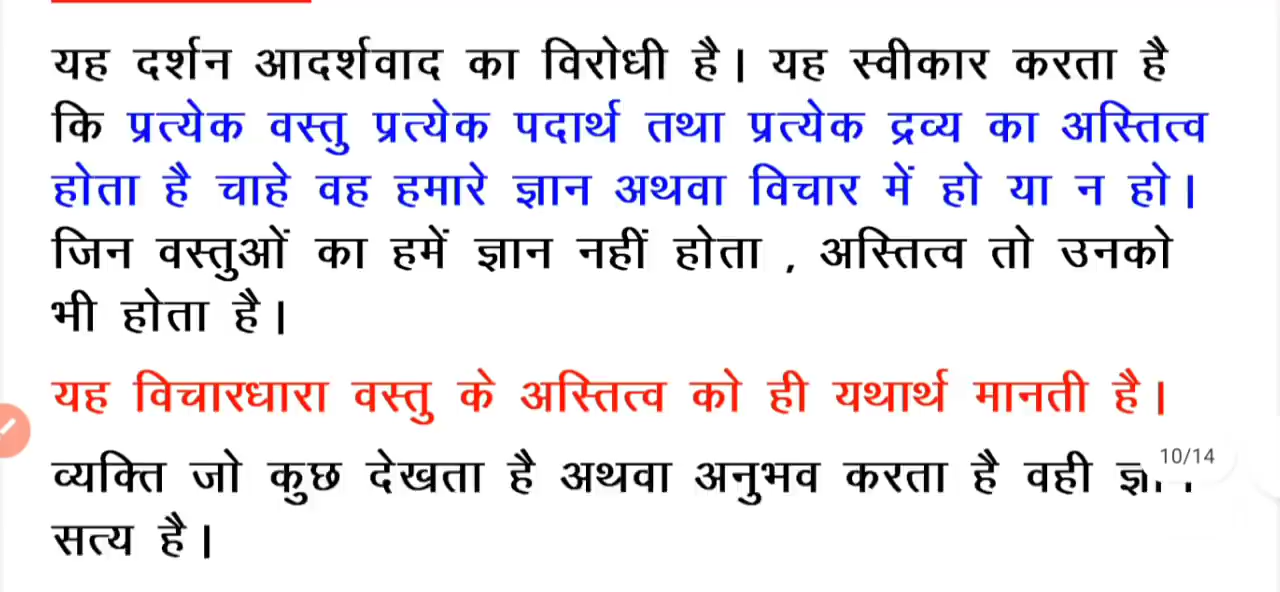 यह दर्शन आदर्शवाद का विरोधी है। यह स्वीकार करता है
कि प्रत्येक वस्तु प्रत्येक पदार्थ तथा प्रत्येक द्रव्य का अस्तित्व
होता है चाहे वह हमारे ज्ञान अथवा विचार में हो या न हो।
जिन वस्तुओं का हमें ज्ञान नहीं होता , अस्तित्व तो उनको
भी होता है।
यह विचारधारा वस्तु के अस्तित्व को ही यथार्थ मानती है।
व्यक्ति जो कुछ देखता है अथवा अनुभव करता है वही
10/14
सत्य है।